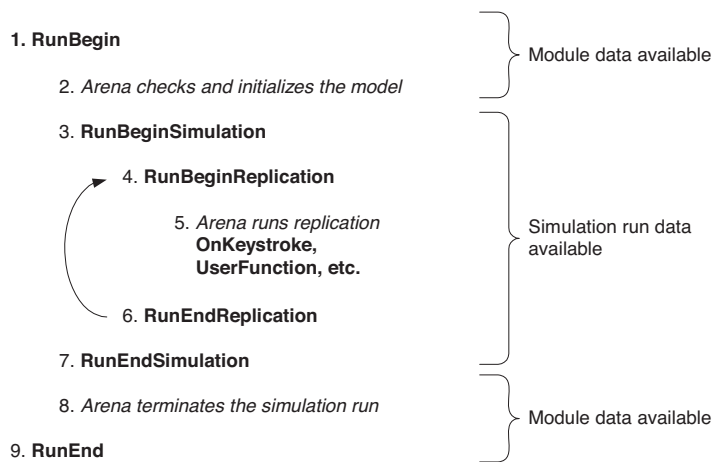 1. RunBegin
Module data available
2. Arena checks and initializes the model
3. RunBeginSimulation
4. RunBeginReplication
5. Arena runs replication
OnKeystroke,
UserFunction, etc.
Simulation run data
available
6. RunEndReplication
7. RunEndSimulation
8. Arena terminates the simulation run
Module data available
9. RunEnd